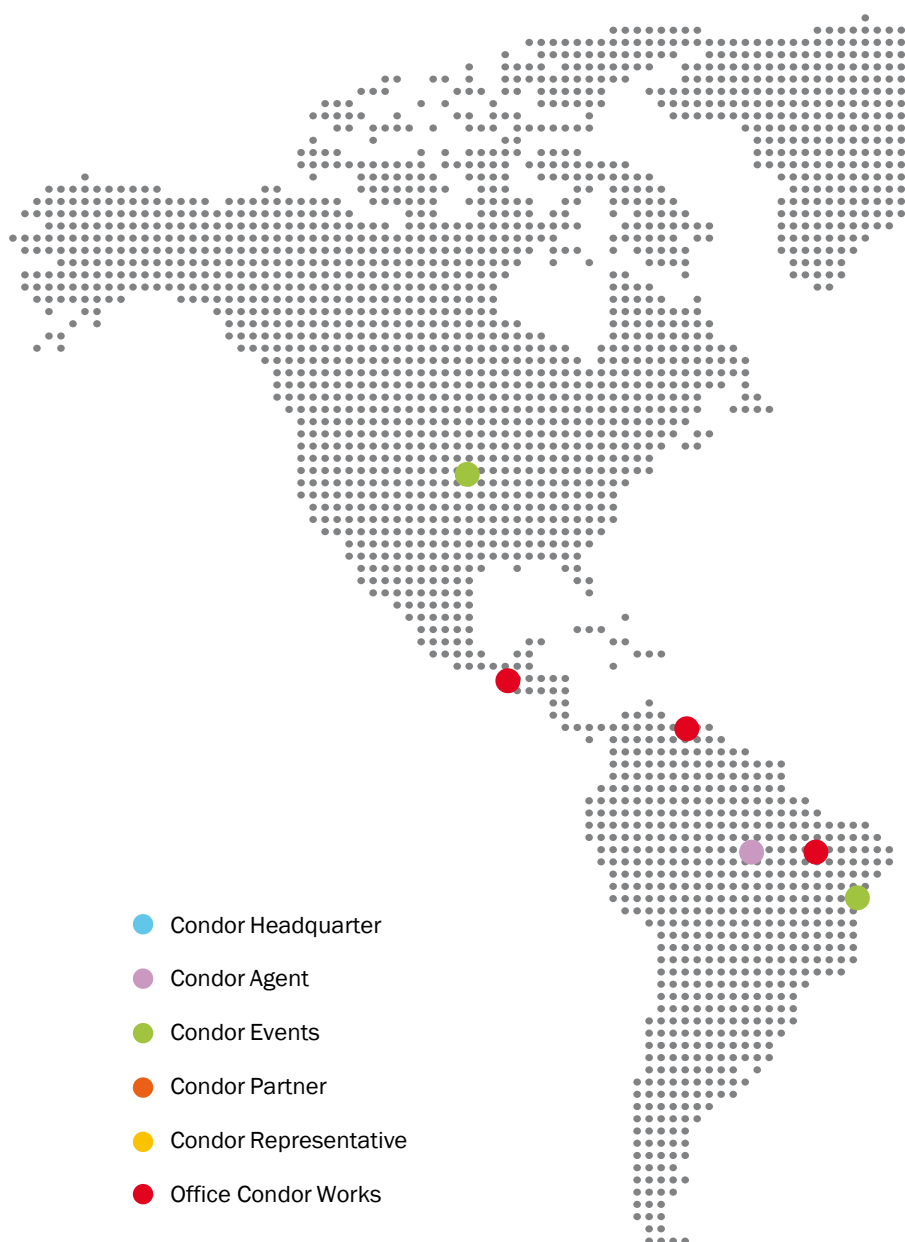 Condor Headquarter
Condor Agent
Condor Events
Condor Partner
Condor Representative
Office Condor Works